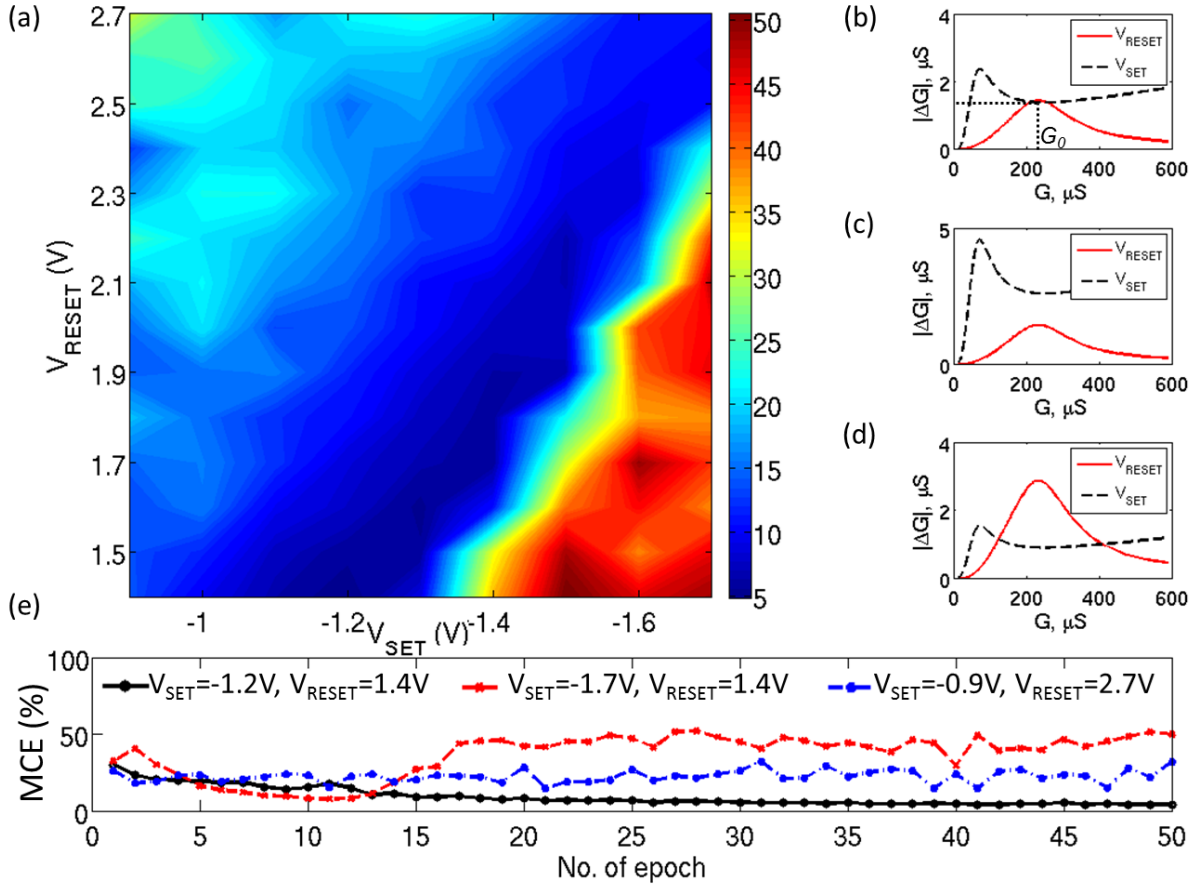 (a)
2.7
2.5
2.3
2.1
1.9
1.7
1.5
V_RESET (V)
-1
-1.2
-1.4
-1.6
V_SET (V)
50
45
40
35
30
25
20
15
10
5
(b)
4
2
0
|ΔG|, μS
V_RESET
V_SET
G_0
0 200 400 600
G, μS
(c)
5
0
|ΔG|, μS
V_RESET
V_SET
0 200 400 600
G, μS
(d)
4
2
0
|ΔG|, μS
V_RESET
V_SET
0 200 400 600
G, μS
(e)
100
50
0
MCE (%)
V_SET=-1.2V, V_RESET=1.4V
V_SET=-1.7V, V_RESET=1.4V
V_SET=-0.9V, V_RESET=2.7V
0 5 10 15 20 25 30 35 40 45 50
No. of epoch